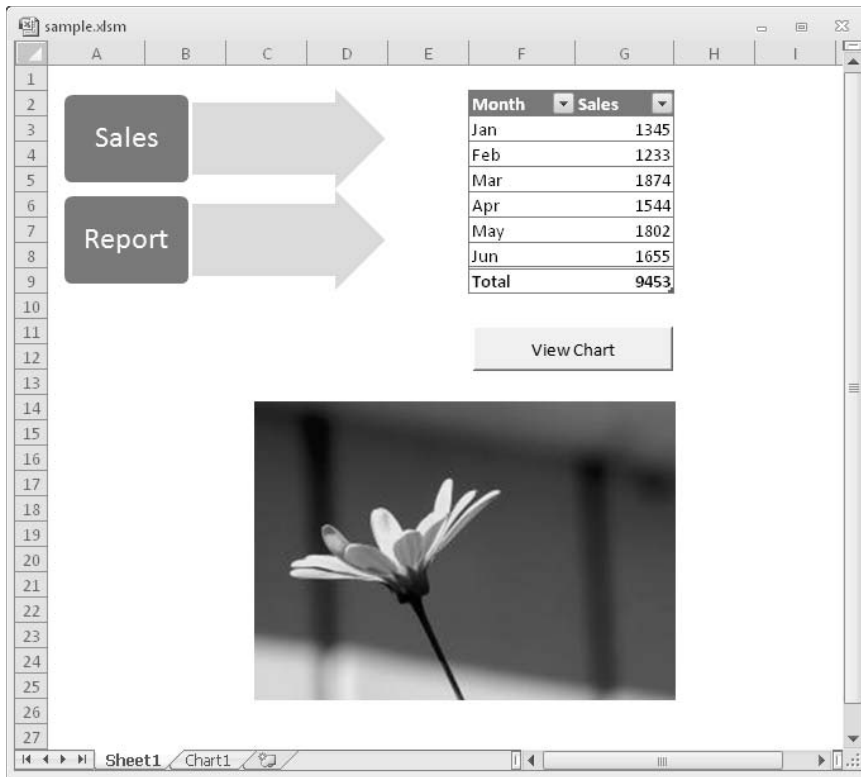 sample.xlsm
A B C D E F G H I
1
2 Month Sales
3 Jan 1345
4 Feb 1233
5 Mar 1874
6 Apr 1544
7 May 1802
8 Jun 1655
9 Total 9453
Sales
Report
10
11
12
View Chart
13
14
15
16
17
18
19
20
21
22
23
24
25
26
27
Sheet1 Chart1